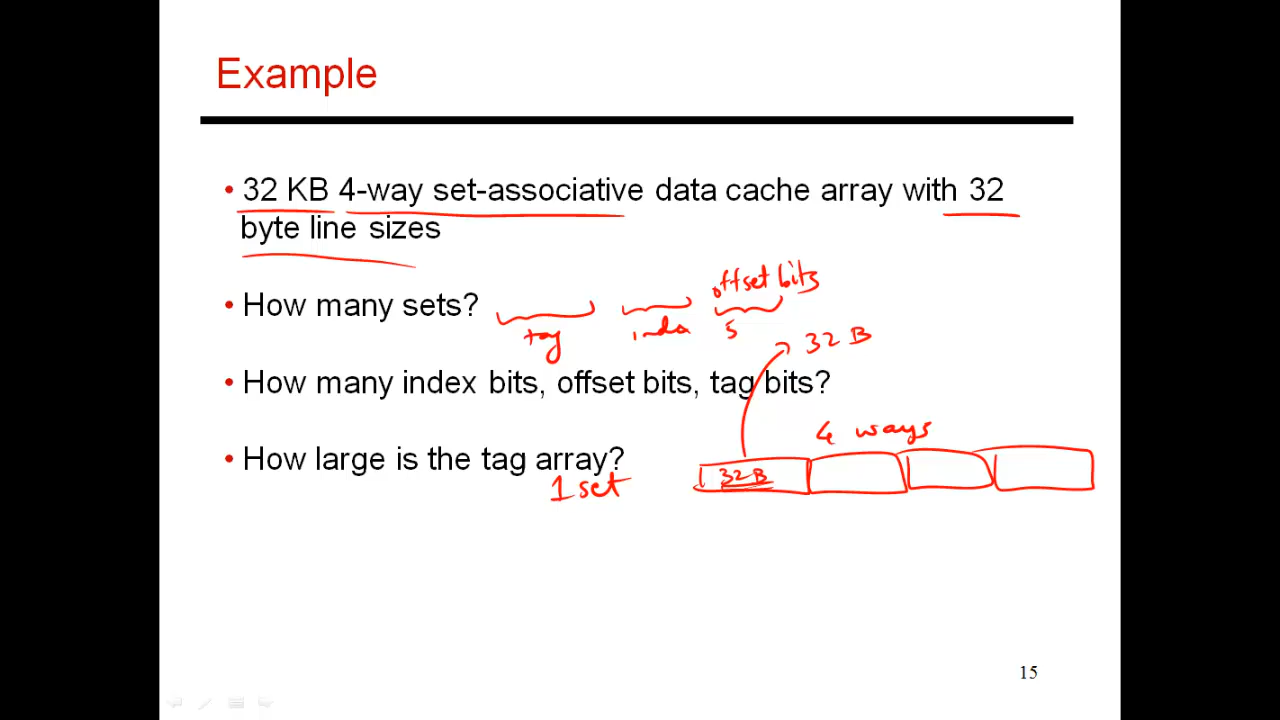 Example
• 32 KB 4-way set-associative data cache array with 32
byte line sizes
offset bits
• How many sets?
tag index 5
32 B
• How many index bits, offset bits, tag bits?
4 ways
• How large is the tag array?
32 B
1 set
15